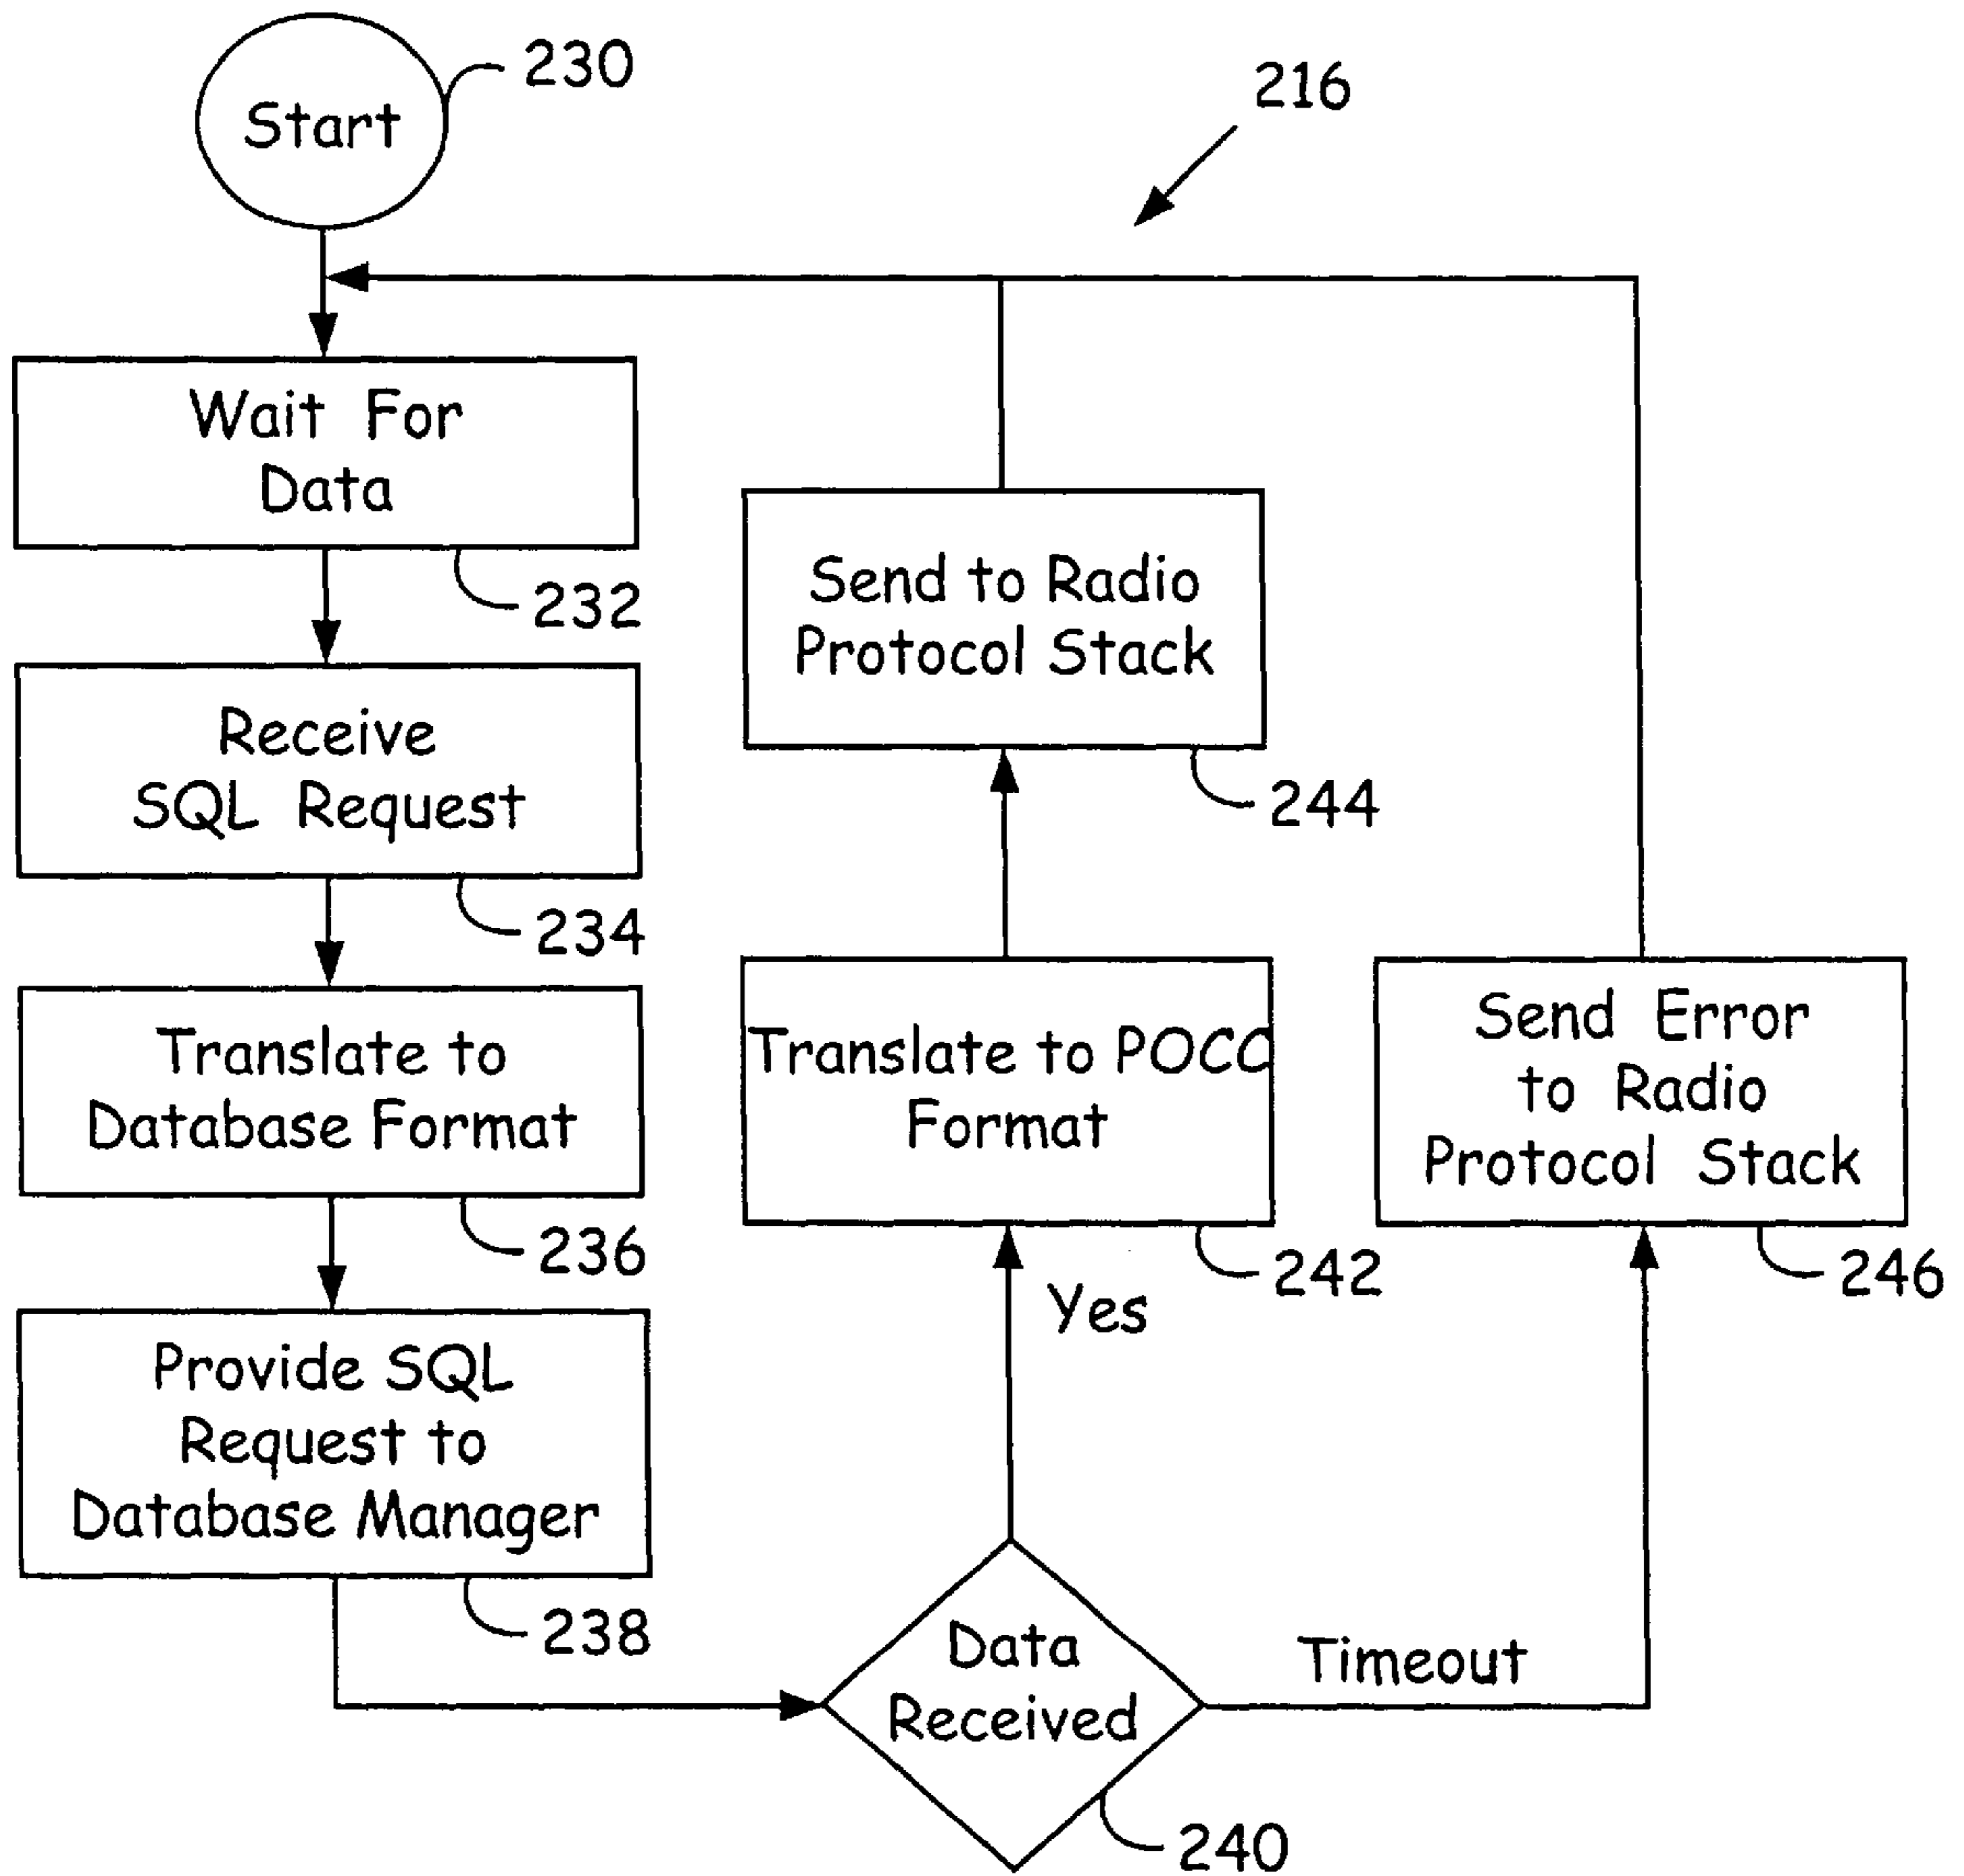 Start
230
216
Wait For
Data
232
Receive
SQL Request
234
Translate to
Database Format
236
Provide SQL
Request to
Database Manager
238
Send to Radio
Protocol Stack
244
Translate to POCC
Format
242
Yes
Send Error
to Radio
Protocol Stack
246
Data
Received
240
Timeout